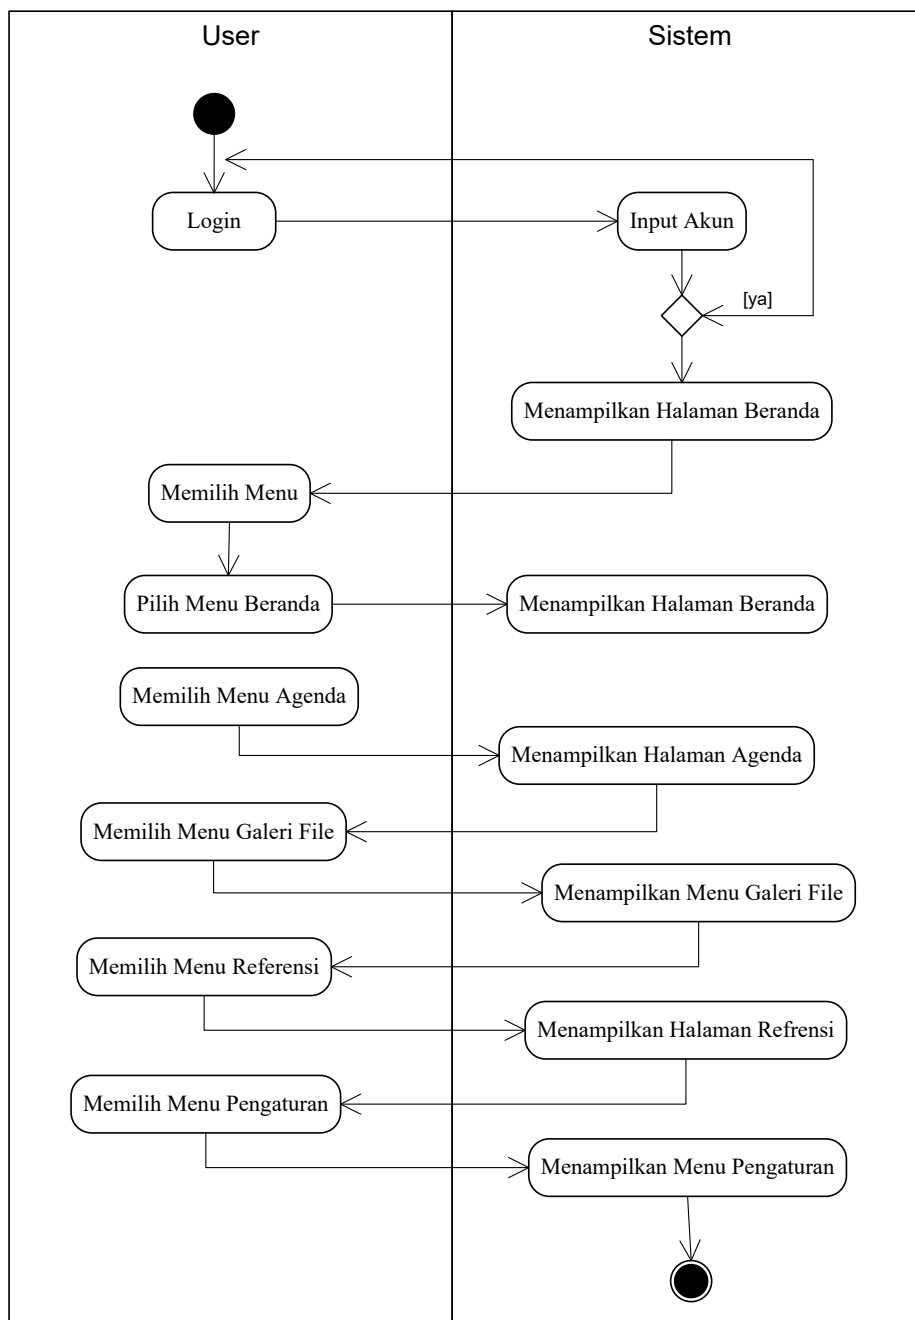 User
Sistem
Login
Input Akun
[ya]
Menampilkan Halaman Beranda
Memilih Menu
Pilih Menu Beranda
Menampilkan Halaman Beranda
Memilih Menu Agenda
Menampilkan Halaman Agenda
Memilih Menu Galeri File
Menampilkan Menu Galeri File
Memilih Menu Referensi
Menampilkan Halaman Refrensi
Memilih Menu Pengaturan
Menampilkan Menu Pengaturan